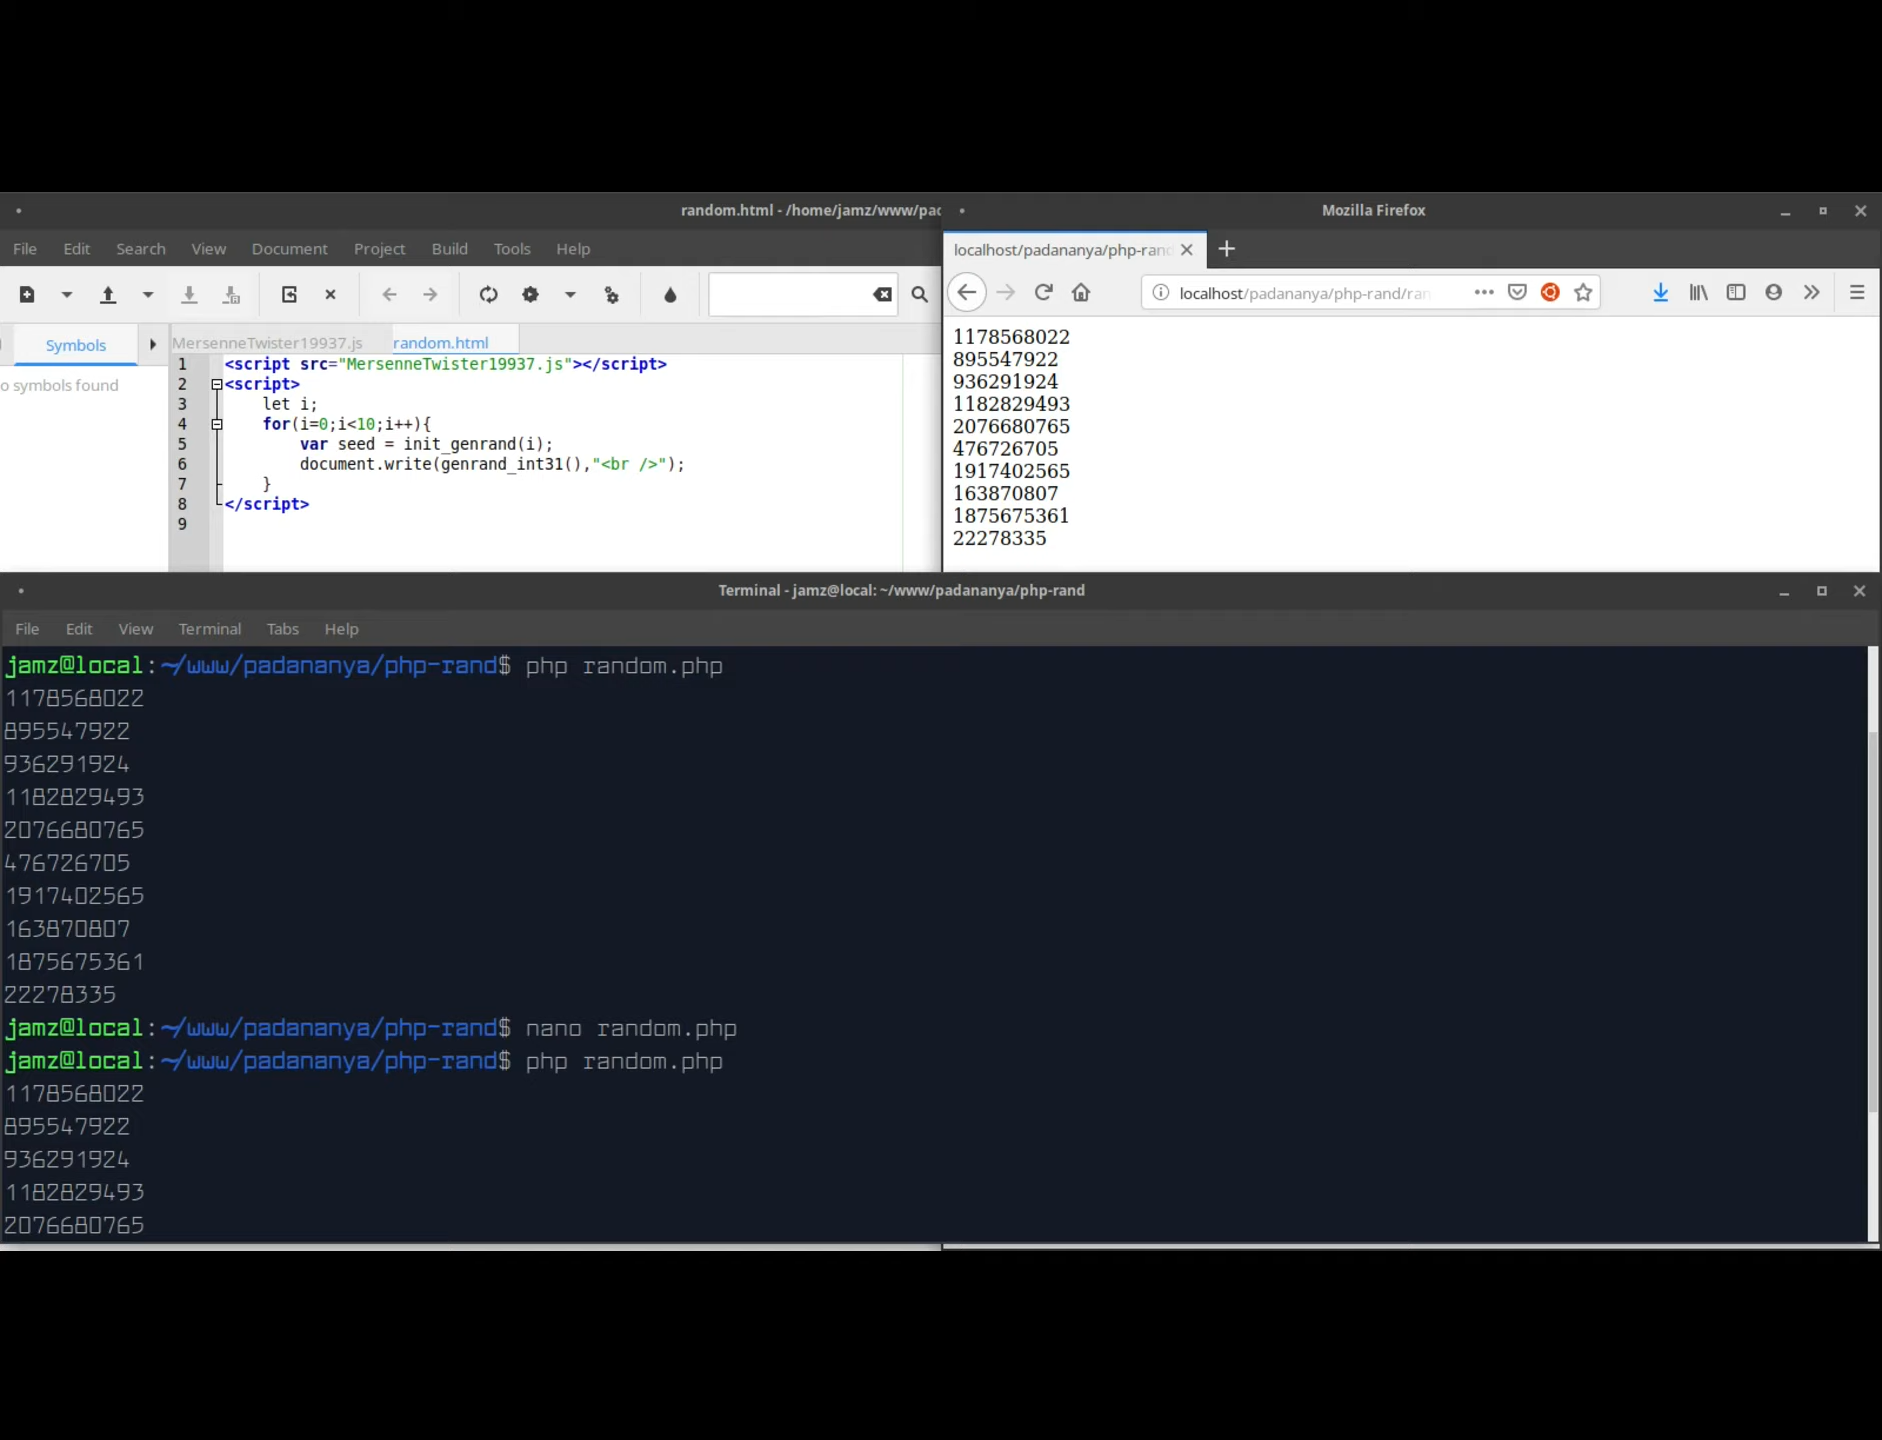 random.html - /home/jamz/www/pac
File Edit Search View Document Project Build Tools Help
Symbols
MersenneTwister19937.js random.html
o symbols found
1 <script src="MersenneTwister19937.js"></script>
2 <script>
3 let i;
4 for(i=0;i<10;i++){
5 var seed = init_genrand(i);
6 document.write(genrand_int31(),"<br />");
7 }
8 </script>
9
Mozilla Firefox
localhost/padananya/php-rand
localhost/padananya/php-rand/ran
1178568022
895547922
936291924
1182829493
2076680765
476726705
1917402565
163870807
1875675361
22278335
Terminal - jamz@local: ~/www/padananya/php-rand
File Edit View Terminal Tabs Help
jamz@local:~/www/padananya/php-rand$ php random.php
1178568022
895547922
936291924
1182829493
2076680765
476726705
1917402565
163870807
1875675361
22278335
jamz@local:~/www/padananya/php-rand$ nano random.php
jamz@local:~/www/padananya/php-rand$ php random.php
1178568022
895547922
936291924
1182829493
2076680765